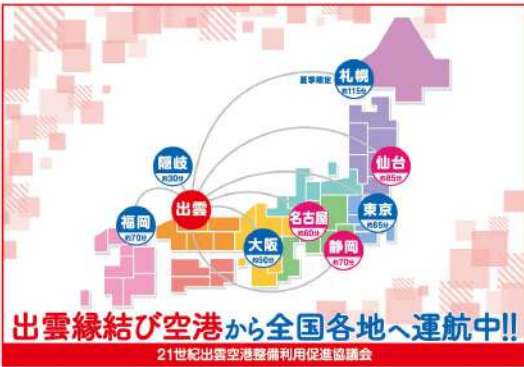 夏季限定
札幌
約115分
仙台
約85分
隠岐
約30分
出雲
福岡
約70分
名古屋
約60分
東京
約85分
大阪
約50分
静岡
約70分
出雲縁結び空港から全国各地へ運航中!!
21世紀出雲空港整備利用促進協議会